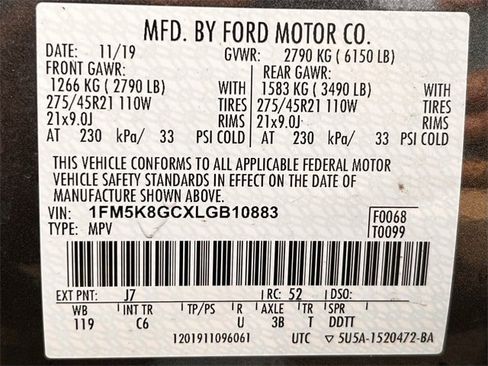 MFD. BY FORD MOTOR CO.
DATE: 11/19 GVWR: 2790 KG ( 6150 LB)
FRONT GAWR: REAR GAWR:
1266 KG ( 2790 LB) WITH 1583 KG ( 3490 LB) WITH
275/45R21 110W TIRES 275/45R21 110W TIRES
21x9.0J RIMS 21x9.0J RIMS
AT 230 kPa/ 33 PSI COLD AT 230 kPa/ 33 PSI COLD
THIS VEHICLE CONFORMS TO ALL APPLICABLE FEDERAL MOTOR
VEHICLE SAFETY STANDARDS IN EFFECT ON THE DATE OF
MANUFACTURE SHOWN ABOVE.
VIN: 1FM5K8GCXLGB10883 F0068
TYPE: MPV T0099
EXT PNT: J7 RC: 52 DSO:
WB INT TR TP/PS R AXLE TR SPR
119 C6 U 3B T DDTT
1201911096061 UTC ▽ 5U5A-1520472-BA